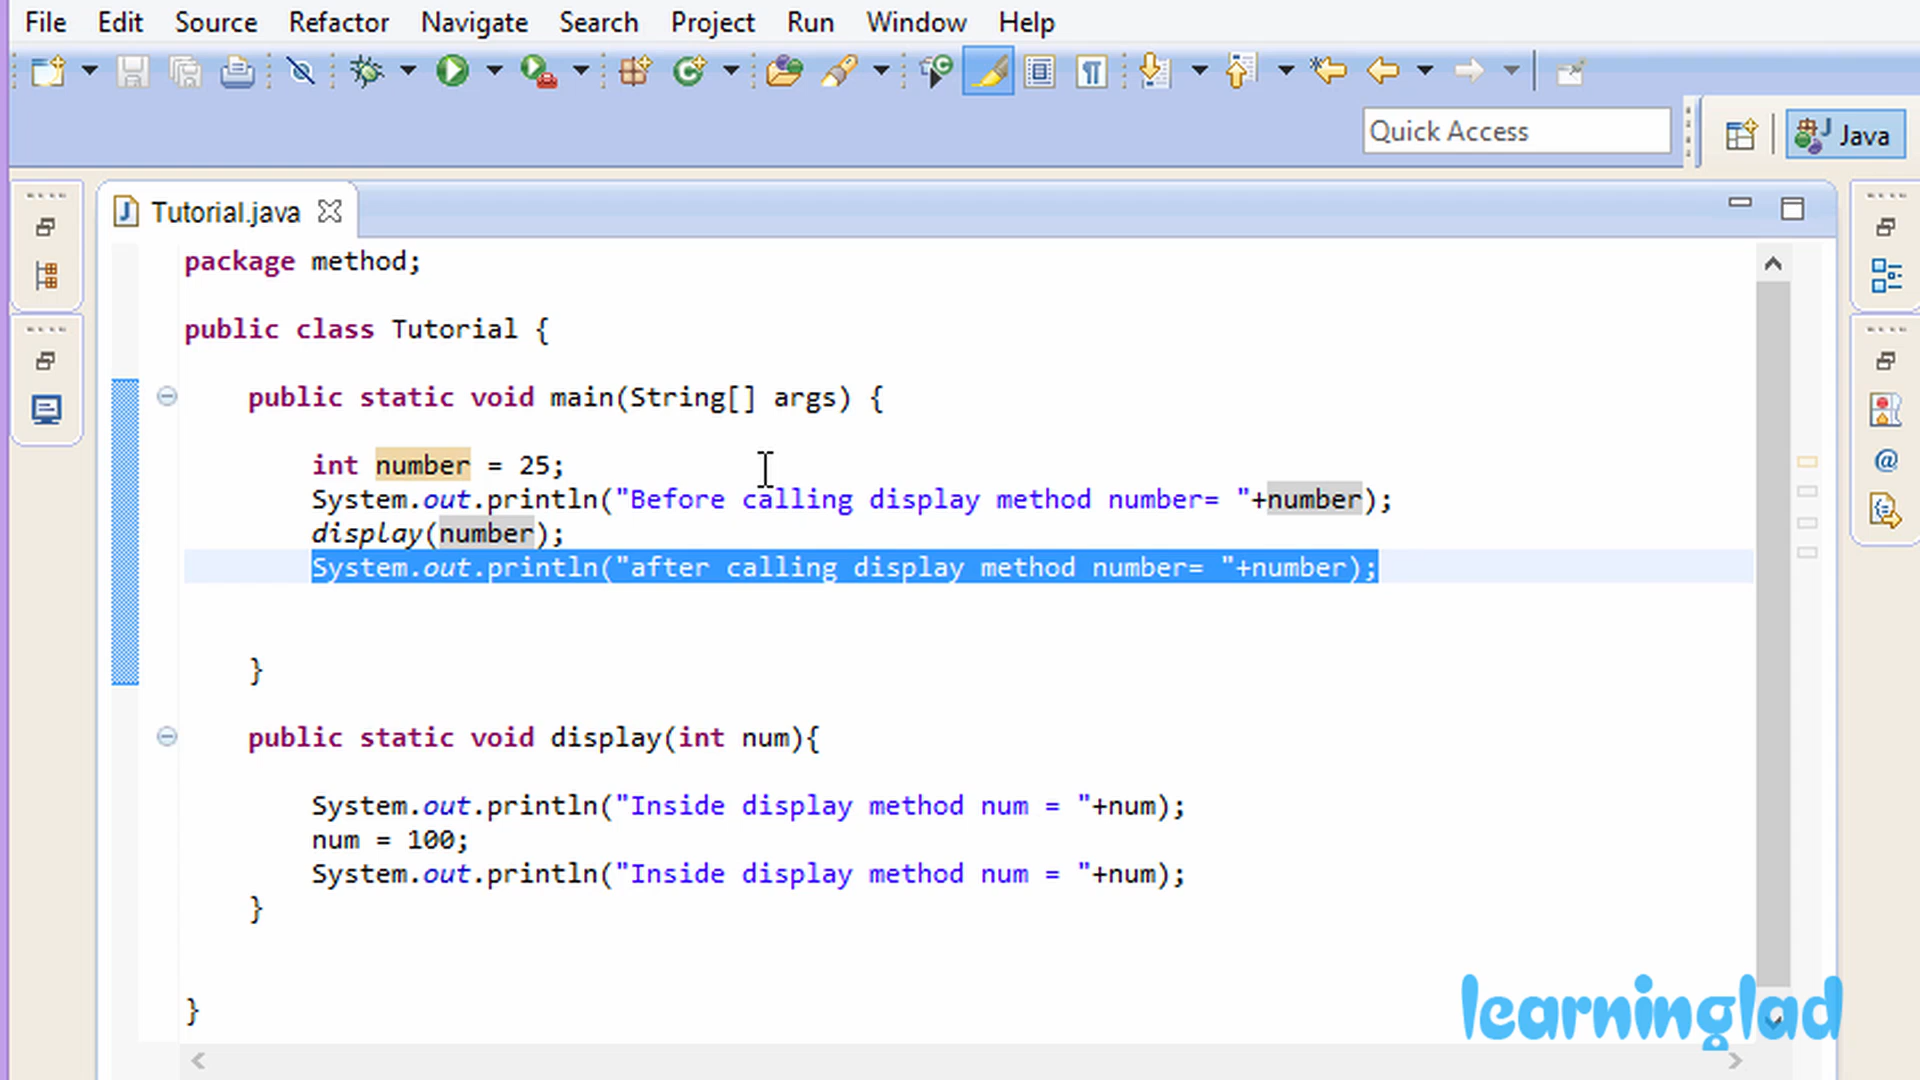 File Edit Source Refactor Navigate Search Project Run Window Help
Quick Access
Java
Tutorial.java
package method;
public class Tutorial {
public static void main(String[] args) {
int number = 25;
System.out.println("Before calling display method number= "+number);
display(number);
System.out.println("after calling display method number= "+number);
}
public static void display(int num){
System.out.println("Inside display method num = "+num);
num = 100;
System.out.println("Inside display method num = "+num);
}
}
learninglad